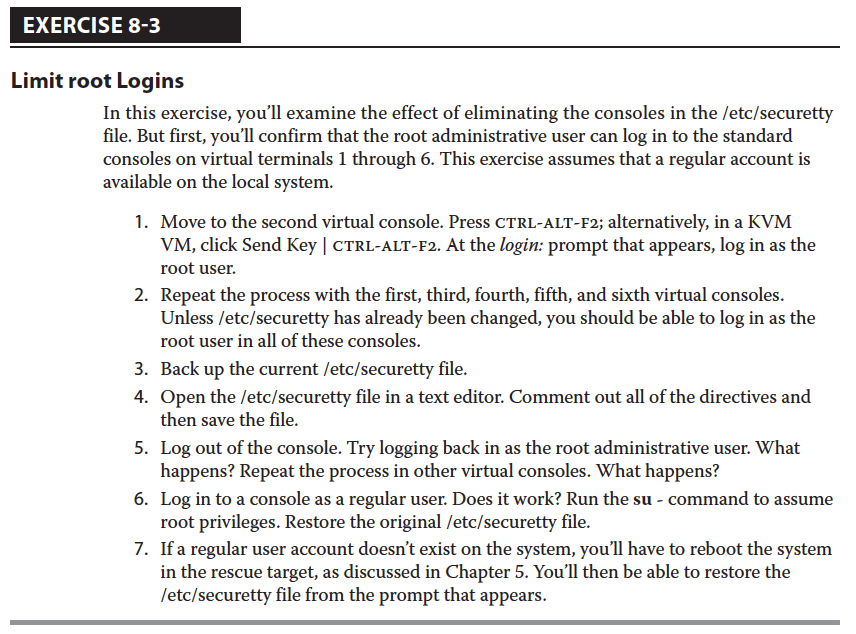 EXERCISE 8-3
Limit root Logins
In this exercise, you'll examine the effect of eliminating the consoles in the /etc/securetty
file. But first, you'll confirm that the root administrative user can log in to the standard
consoles on virtual terminals 1 through 6. This exercise assumes that a regular account is
available on the local system.
1. Move to the second virtual console. Press CTRL-ALT-F2; alternatively, in a KVM
VM, click Send Key | CTRL-ALT-F2. At the login: prompt that appears, log in as the
root user.
2. Repeat the process with the first, third, fourth, fifth, and sixth virtual consoles.
Unless /etc/securetty has already been changed, you should be able to log in as the
root user in all of these consoles.
3. Back up the current /etc/securetty file.
4. Open the /etc/securetty file in a text editor. Comment out all of the directives and
then save the file.
5. Log out of the console. Try logging back in as the root administrative user. What
happens? Repeat the process in other virtual consoles. What happens?
6. Log in to a console as a regular user. Does it work? Run the su - command to assume
root privileges. Restore the original /etc/securetty file.
7. If a regular user account doesn't exist on the system, you'll have to reboot the system
in the rescue target, as discussed in Chapter 5. You'll then be able to restore the
/etc/securetty file from the prompt that appears.